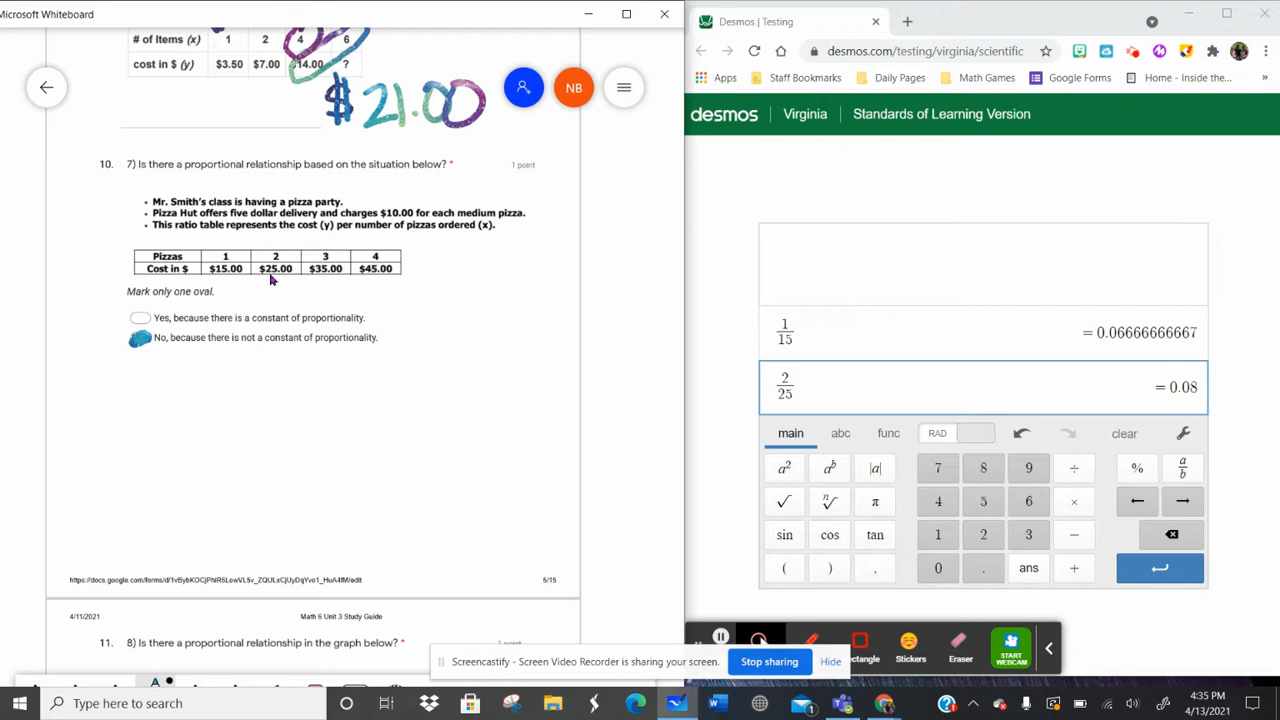 Microsoft Whiteboard
# of Items (x) 1 2 4 6
cost in $ (y) $3.50 $7.00 14.00 ?
$21.00
NB
10. 7) Is there a proportional relationship based on the situation below? * 1 point
• Mr. Smith's class is having a pizza party.
• Pizza Hut offers five dollar delivery and charges $10.00 for each medium pizza.
• This ratio table represents the cost (y) per number of pizzas ordered (x).
Pizzas 1 2 3 4
Cost in $ $15.00 $25.00 $35.00 $45.00
Mark only one oval.
Yes, because there is a constant of proportionality.
No, because there is not a constant of proportionality.
5/15
4/11/2021 Math 6 Unit 3 Study Guide
11. 8) Is there a proportional relationship in the graph below? * 1 point
Desmos | Testing
desmos.com/testing/virginia/scientific
Apps Staff Bookmarks Daily Pages Math Games Google Forms Home - Inside the... »
desmos Virginia Standards of Learning Version
1/15 = 0.06666666667
2/25 = 0.08
main abc func RAD clear
a² aᵇ |a| 7 8 9 ÷ % a/b
√ ⁿ√ π 4 5 6 × ← →
sin cos tan 1 2 3 −
( ) , 0 . ans +
ectangle Stickers Eraser START WEBCAM
Screencastify - Screen Video Recorder is sharing your screen. Stop sharing Hide
Type here to search
4:35 PM
4/13/2021